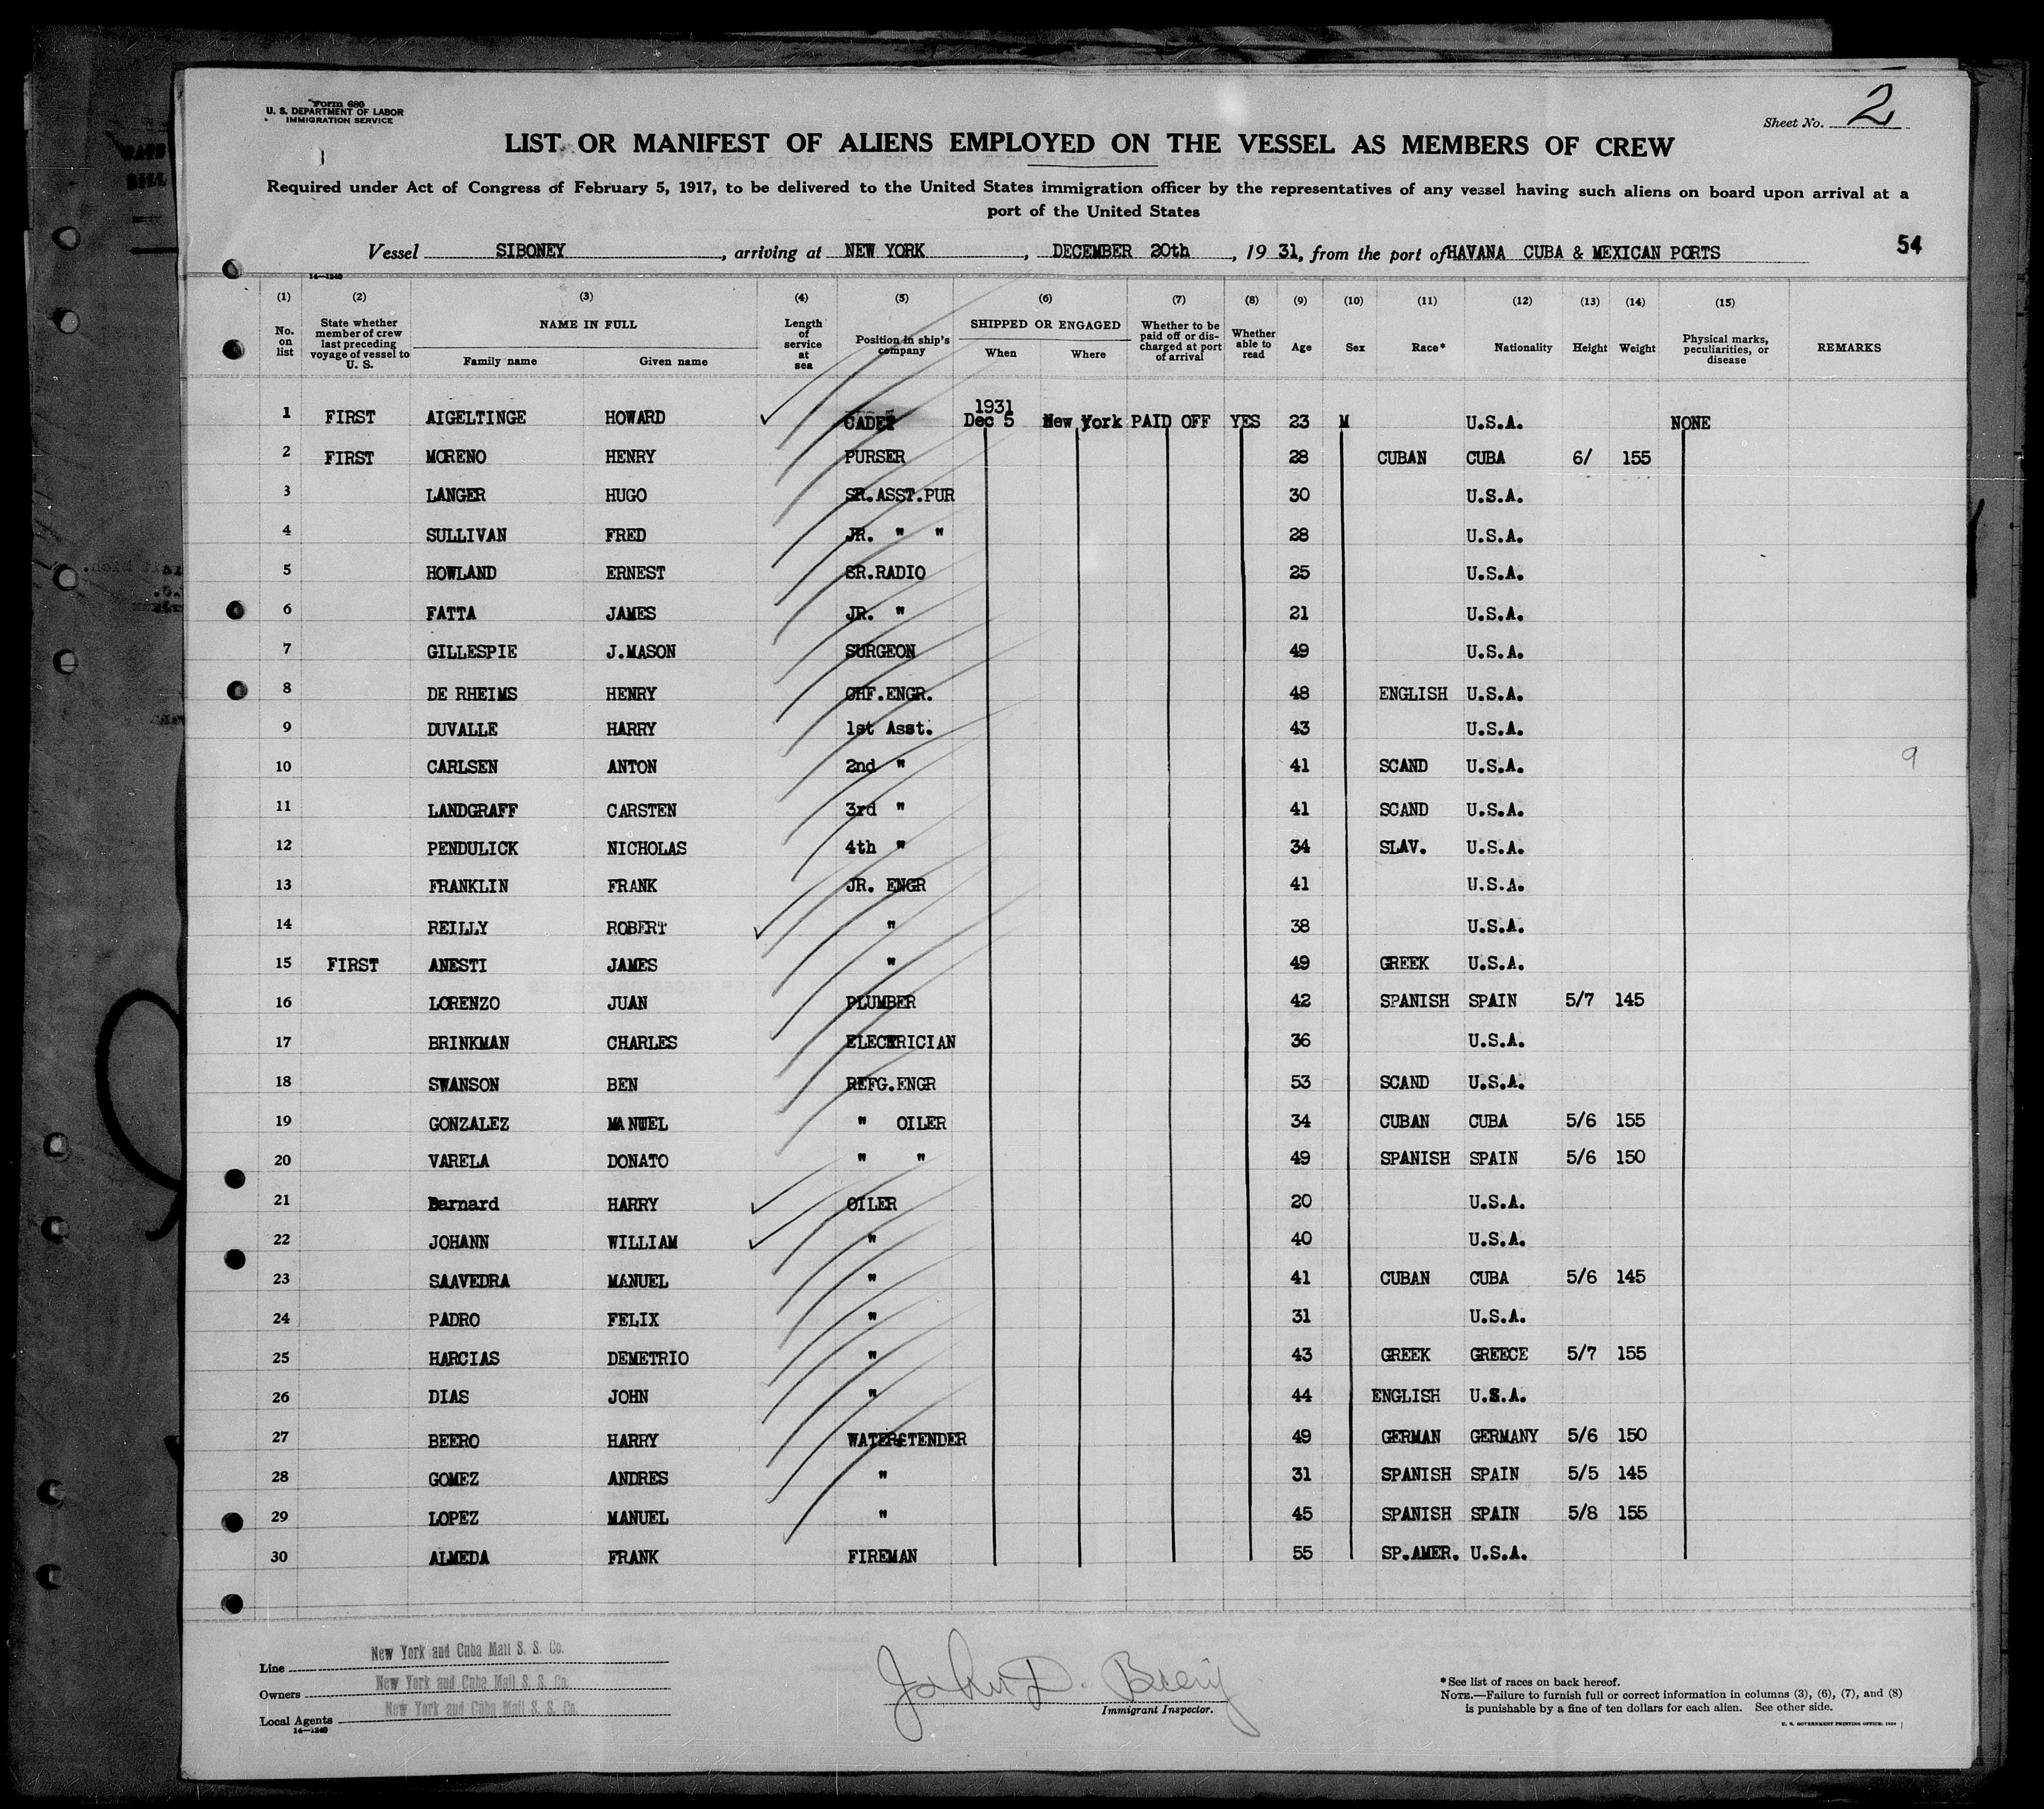 Form 680
U. S. DEPARTMENT OF LABOR
IMMIGRATION SERVICE
Sheet No. 2
LIST OR MANIFEST OF ALIENS EMPLOYED ON THE VESSEL AS MEMBERS OF CREW
Required under Act of Congress of February 5, 1917, to be delivered to the United States immigration officer by the representatives of any vessel having such aliens on board upon arrival at a
port of the United States
Vessel SIBONEY, arriving at NEW YORK, DECEMBER 20th, 19 31, from the port of HAVANA CUBA & MEXICAN PORTS 54
14—1240
(1) (2) (3) (4) (5) (6) (7) (8) (9) (10) (11) (12) (13) (14) (15)
No. on list State whether member of crew last preceding voyage of vessel to U. S. NAME IN FULL Family name Given name Length of service at sea Position in ship's company SHIPPED OR ENGAGED When Where Whether to be paid off or discharged at port of arrival Whether able to read Age Sex Race* Nationality Height Weight Physical marks, peculiarities, or disease REMARKS
1 FIRST AIGELTINGE HOWARD CADET 1931 Dec 5 New York PAID OFF YES 23 M U.S.A. NONE
2 FIRST MORENO HENRY PURSER 28 CUBAN CUBA 6/ 155
3 LANGER HUGO SR.ASST.PUR 30 U.S.A.
4 SULLIVAN FRED JR. " " 28 U.S.A.
5 HOWLAND ERNEST SR.RADIO 25 U.S.A.
6 FATTA JAMES JR. " 21 U.S.A.
7 GILLESPIE J.MASON SURGEON 49 U.S.A.
8 DE RHEIMS HENRY CHF.ENGR. 48 ENGLISH U.S.A.
9 DUVALLE HARRY 1st Asst. 43 U.S.A.
10 CARLSEN ANTON 2nd " 41 SCAND U.S.A. 9
11 LANDGRAFF CARSTEN 3rd " 41 SCAND U.S.A.
12 PENDULICK NICHOLAS 4th " 34 SLAV. U.S.A.
13 FRANKLIN FRANK JR. ENGR 41 U.S.A.
14 REILLY ROBERT " 38 U.S.A.
15 FIRST ANESTI JAMES " 49 GREEK U.S.A.
16 LORENZO JUAN PLUMBER 42 SPANISH SPAIN 5/7 145
17 BRINKMAN CHARLES ELECTRICIAN 36 U.S.A.
18 SWANSON BEN REFG.ENGR 53 SCAND U.S.A.
19 GONZALEZ MANUEL " OILER 34 CUBAN CUBA 5/6 155
20 VARELA DONATO " " 49 SPANISH SPAIN 5/6 150
21 Barnard HARRY OILER 20 U.S.A.
22 JOHANN WILLIAM " 40 U.S.A.
23 SAAVEDRA MANUEL " 41 CUBAN CUBA 5/6 145
24 PADRO FELIX " 31 U.S.A.
25 HARCIAS DEMETRIO " 43 GREEK GREECE 5/7 155
26 DIAS JOHN " 44 ENGLISH U.S.A.
27 BEERO HARRY WATERTENDER 49 GERMAN GERMANY 5/6 150
28 GOMEZ ANDRES " 31 SPANISH SPAIN 5/5 145
29 LOPEZ MANUEL " 45 SPANISH SPAIN 5/8 155
30 ALMEDA FRANK FIREMAN 55 SP.AMER. U.S.A.
Line New York and Cuba Mail S. S. Co.
Owners New York and Cuba Mail S. S. Co.
Local Agents New York and Cuba Mail S. S. Co.
14—1240
John D.
Immigrant Inspector.
*See list of races on back hereof.
NOTE.—Failure to furnish full or correct information in columns (3), (6), (7), and (8)
is punishable by a fine of ten dollars for each alien. See other side.
U. S. GOVERNMENT PRINTING OFFICE: